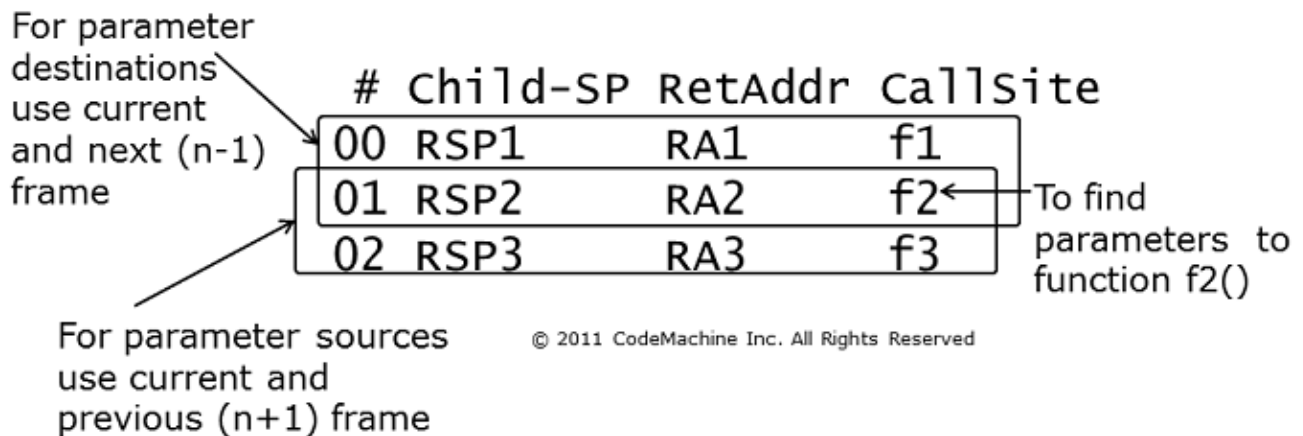 For parameter
destinations
use current
and next (n-1)
frame
# Child-SP RetAddr CallSite
00 RSP1 RA1 f1
01 RSP2 RA2 f2
02 RSP3 RA3 f3
To find
parameters to
function f2()
For parameter sources
use current and
previous (n+1) frame
© 2011 CodeMachine Inc. All Rights Reserved